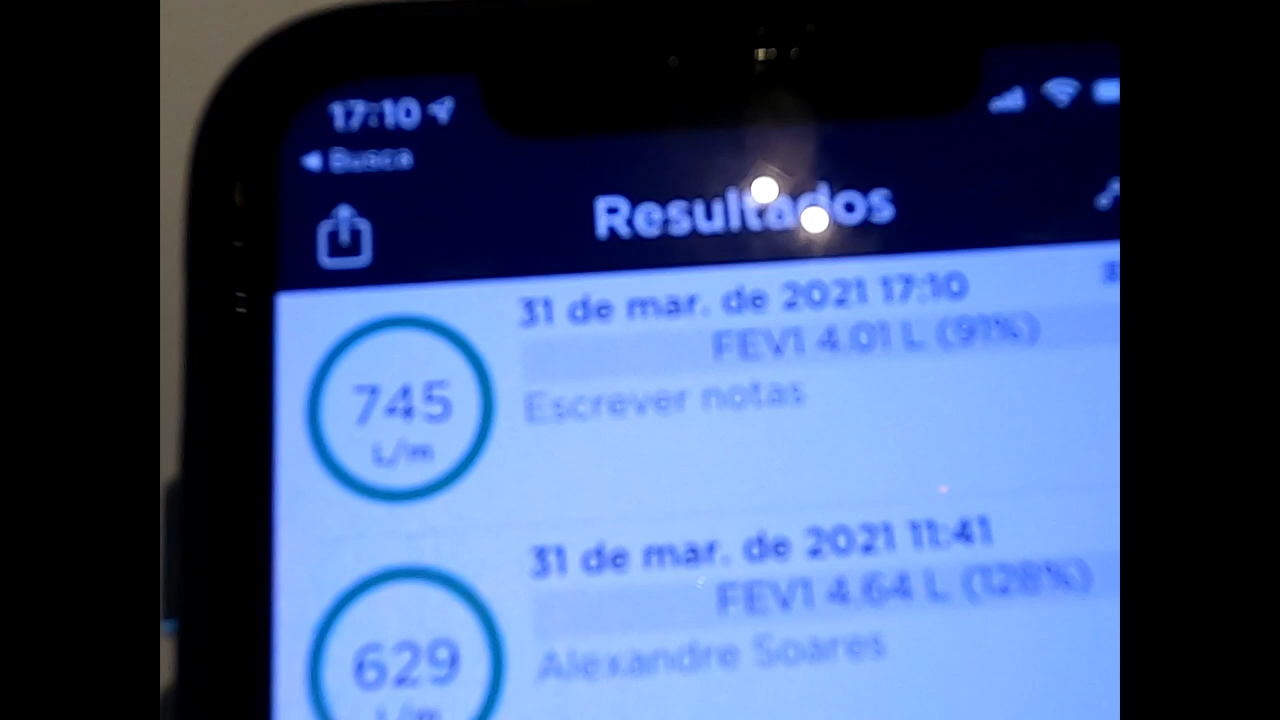 17:10
Busca
Resultados
31 de mar. de 2021 17:10
FEV1 4.01 L (91%)
745
L/m
Escrever notas
31 de mar. de 2021 11:41
FEV1 4.64 L (128%)
629
L/m
Alexandre Soares